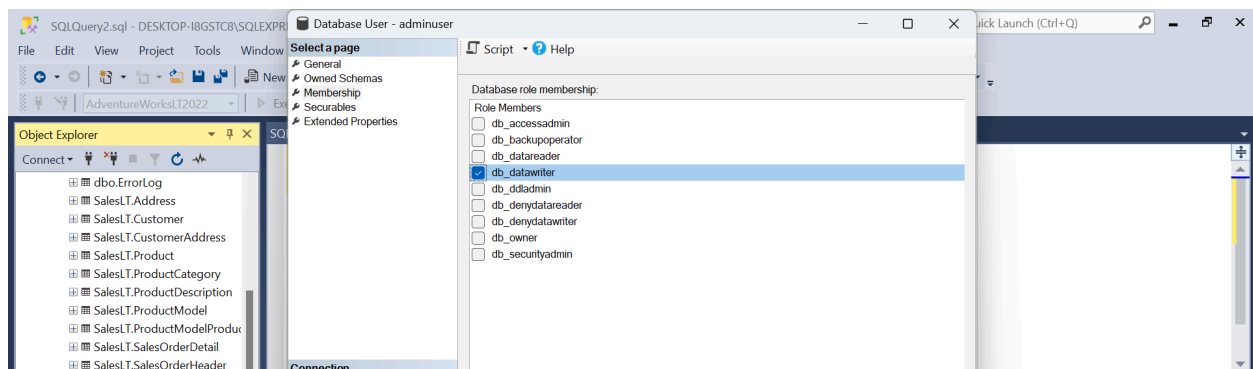 SQLQuery2.sql - DESKTOP-I8GSTC8\SQLEXPR
Database User - adminuser
uick Launch (Ctrl+Q)
File Edit View Project Tools Window
Select a page
Script Help
General
Owned Schemas
New
Membership
Database role membership:
AdventureWorksLT2022
Exe
Securables
Role Members
Extended Properties
db_accessadmin
Object Explorer
SQL
db_backupoperator
Connect
db_datareader
db_datawriter
dbo.ErrorLog
db_ddladmin
SalesLT.Address
db_denydatareader
SalesLT.Customer
db_denydatawriter
SalesLT.CustomerAddress
db_owner
SalesLT.Product
db_securityadmin
SalesLT.ProductCategory
SalesLT.ProductDescription
SalesLT.ProductModel
SalesLT.ProductModelProduc
SalesLT.SalesOrderDetail
SalesLT.SalesOrderHeader
Connection